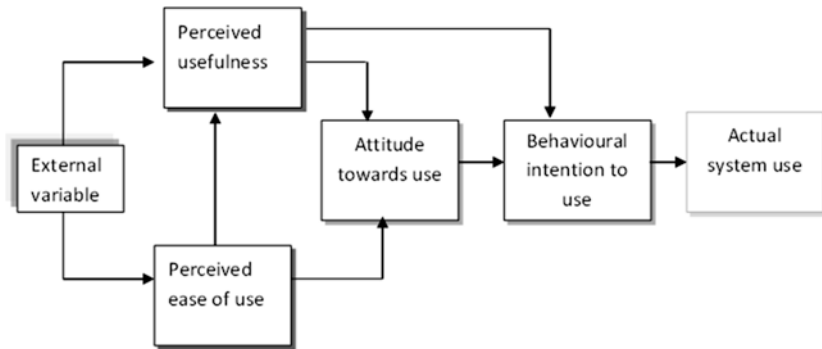 Perceived
usefulness
External
variable
Perceived
ease of use
Attitude
towards use
Behavioural
intention to
use
Actual
system use